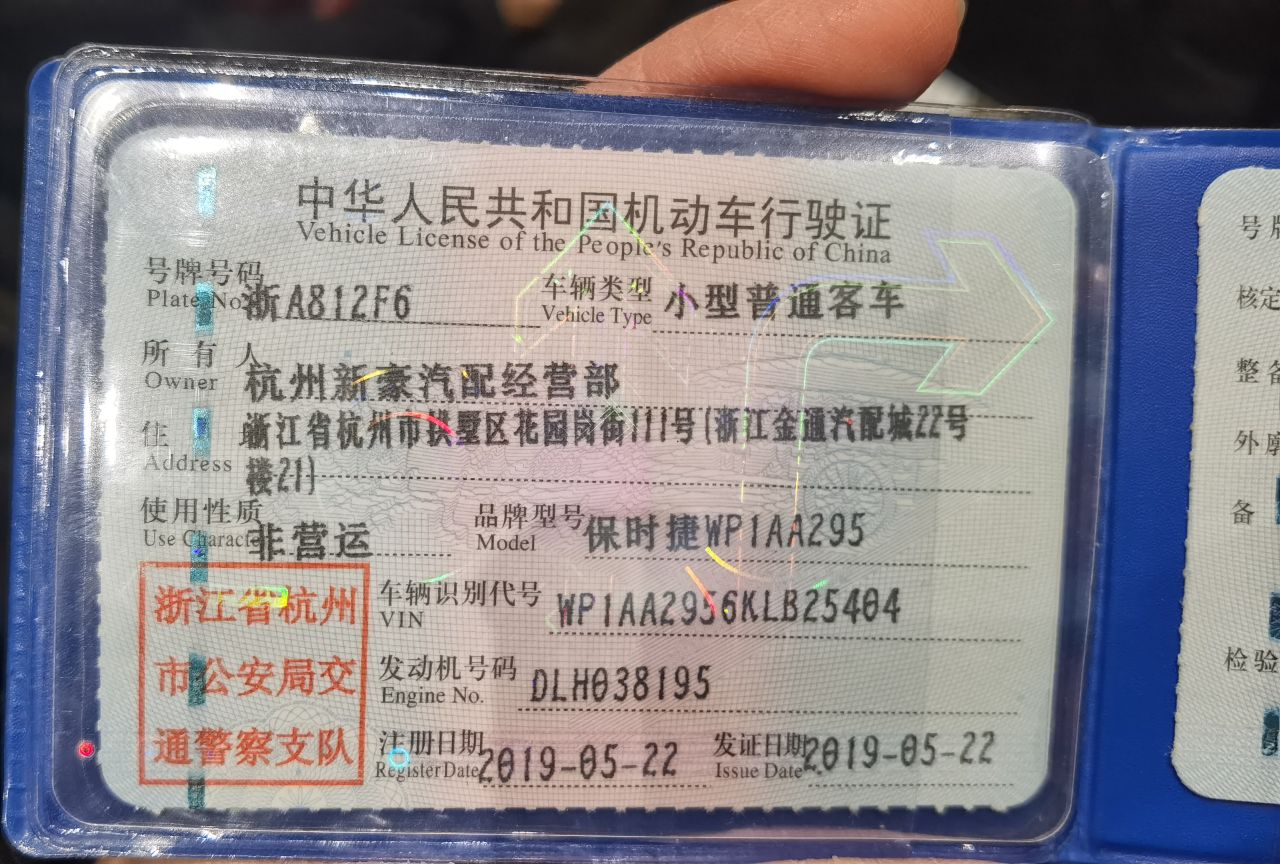 中华人民共和国机动车行驶证
Vehicle License of the People's Republic of China
号牌号码 浙A812F6 车辆类型 小型普通客车
Plate No. Vehicle Type
所有人 杭州新豪汽配经营部
Owner
住 浙江省杭州市拱墅区花园岗街111号(浙江金通汽配城22号
Address 楼21)
使用性质 非营运 品牌型号 保时捷WP1AA295
Use Character Model
浙江省杭州
市公安局交
通警察支队
车辆识别代号 WP1AA2956KLB25404
VIN
发动机号码 DLH038195
Engine No.
注册日期 2019-05-22 发证日期 2019-05-22
Register Date Issue Date
号牌
核定
整备
外廓
备
检验